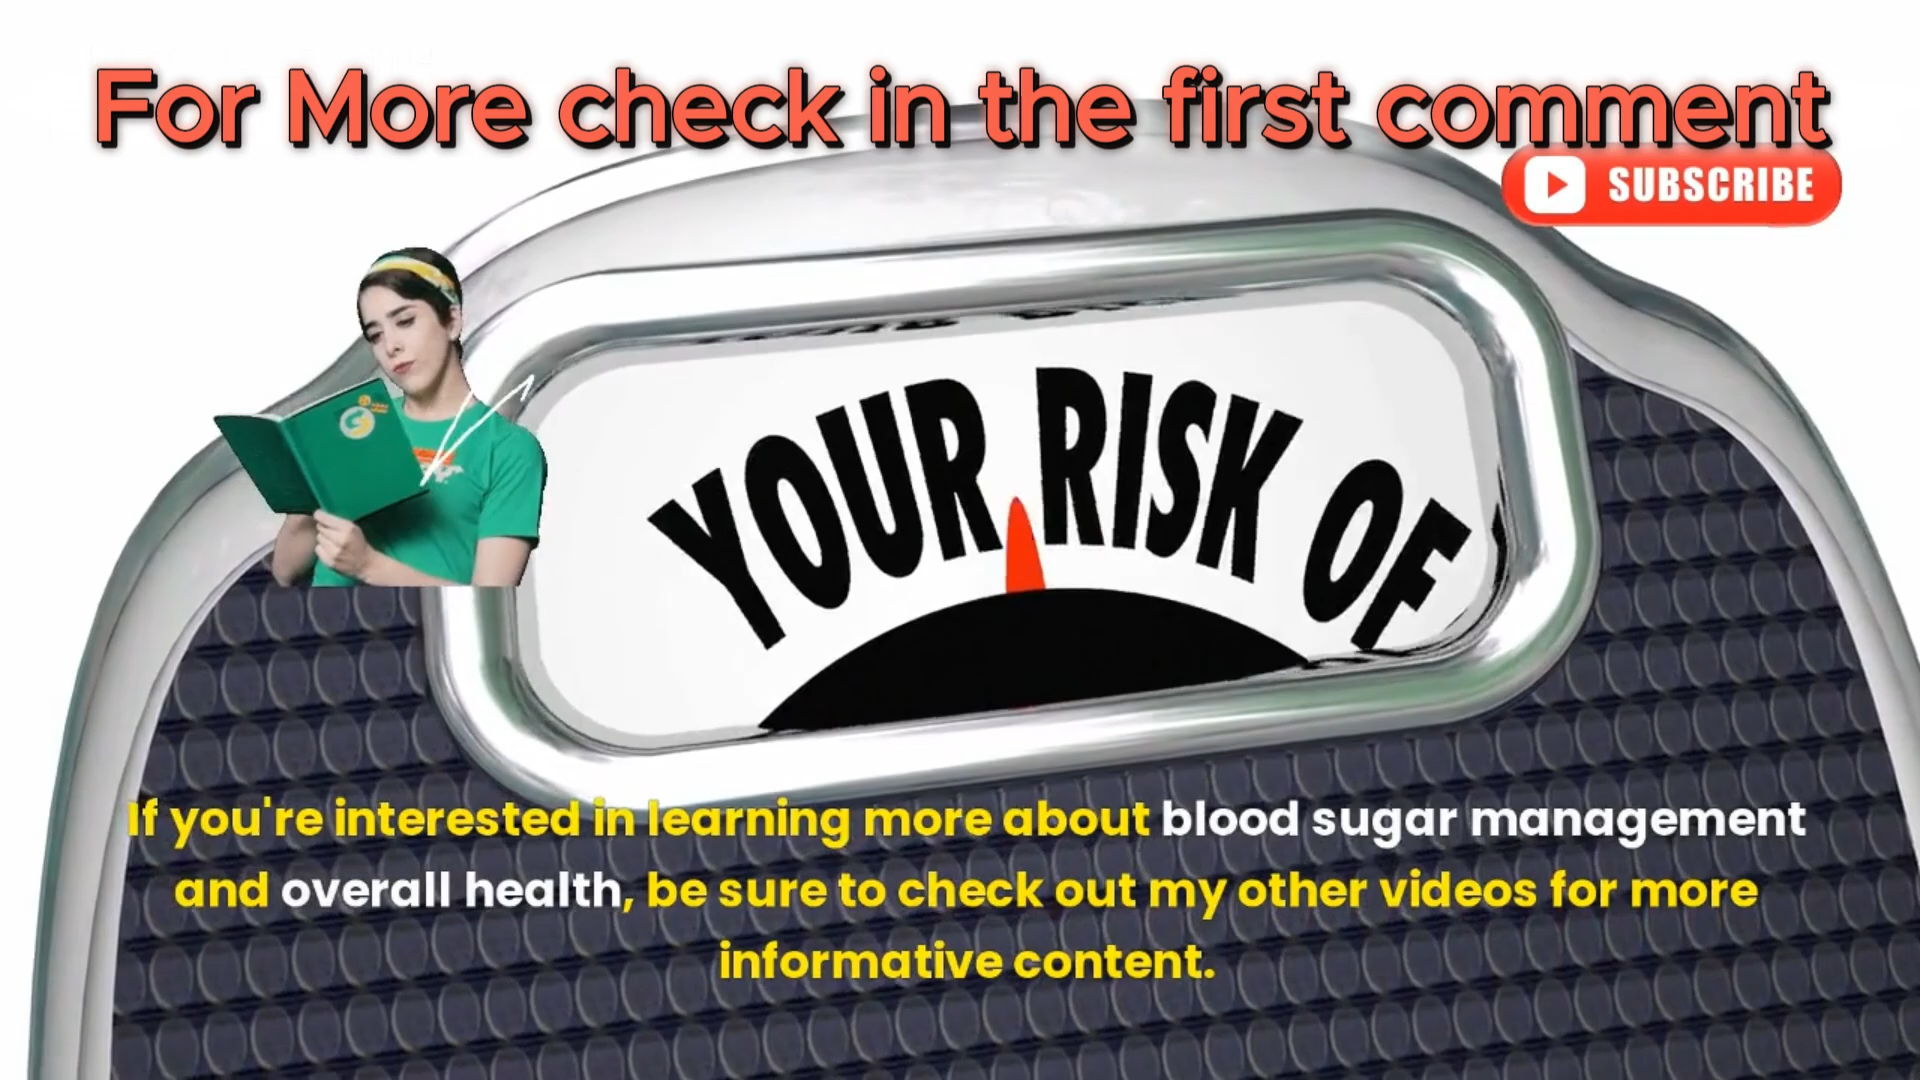 For More check in the first comment
SUBSCRIBE
YOUR RISK OF
If you're interested in learning more about blood sugar management
and overall health, be sure to check out my other videos for more
informative content.